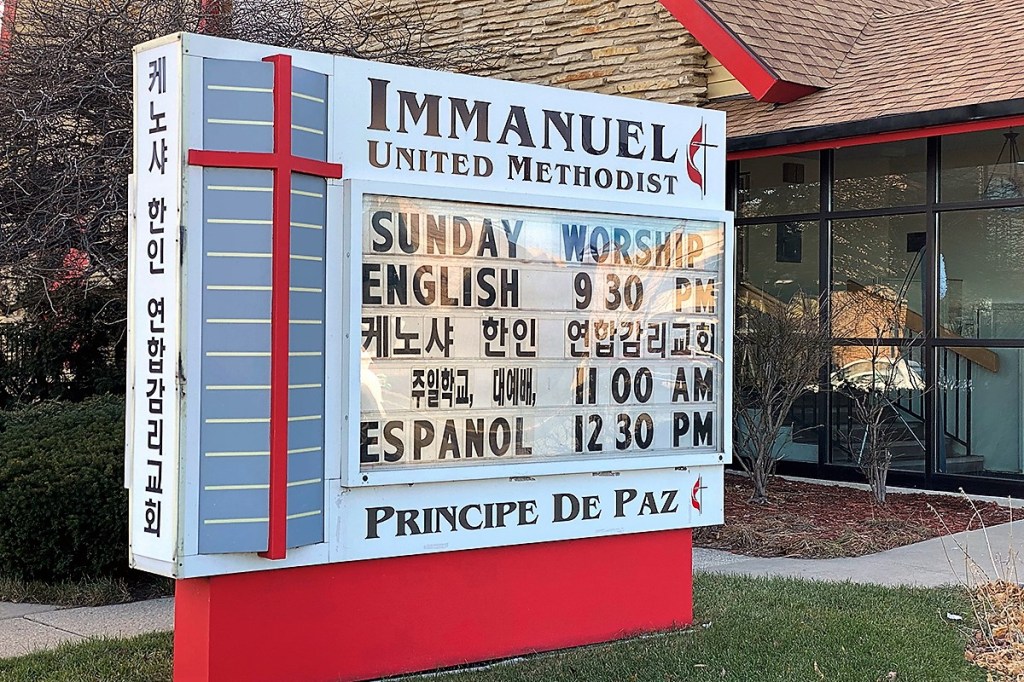 케노샤 한인 연합감리교회
IMMANUEL
UNITED METHODIST
SUNDAY WORSHIP
ENGLISH 9 30 PM
케노샤 한인 연합감리교회
주일학교, 대예배, 11 00 AM
ESPANOL 12 30 PM
PRINCIPE DE PAZ